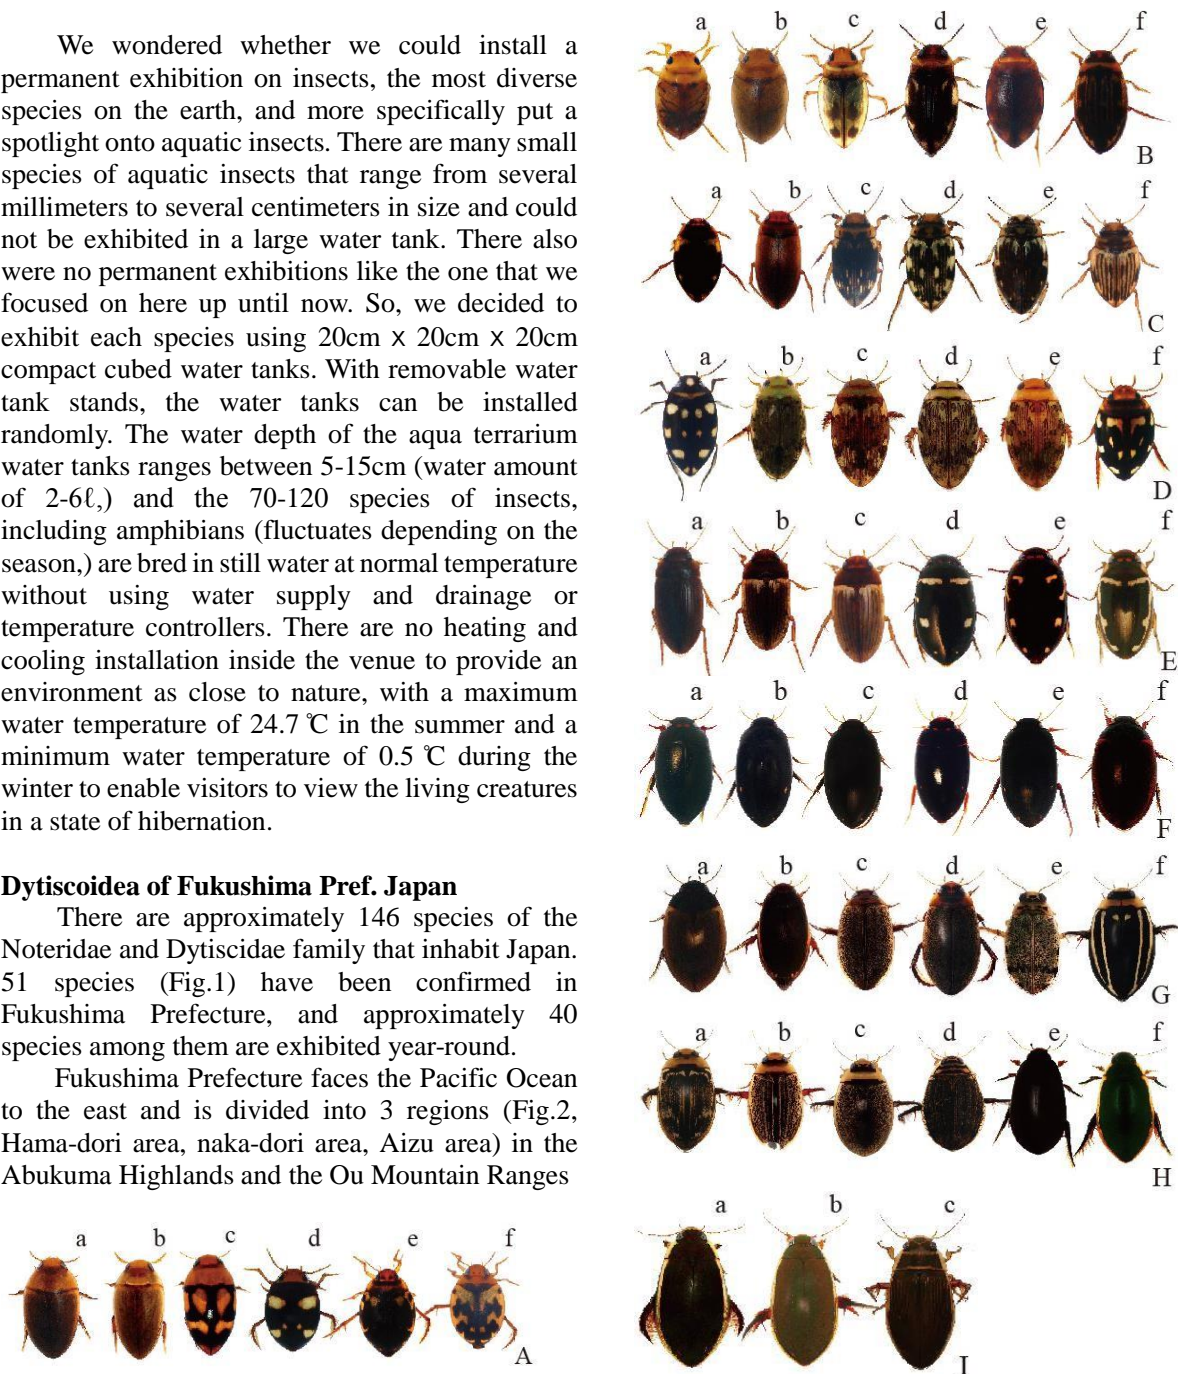 We wondered whether we could install a
permanent exhibition on insects, the most diverse
species on the earth, and more specifically put a
spotlight onto aquatic insects. There are many small
species of aquatic insects that range from several
millimeters to several centimeters in size and could
not be exhibited in a large water tank. There also
were no permanent exhibitions like the one that we
focused on here up until now. So, we decided to
exhibit each species using 20cm x 20cm x 20cm
compact cubed water tanks. With removable water
tank stands, the water tanks can be installed
randomly. The water depth of the aqua terrarium
water tanks ranges between 5-15cm (water amount
of 2-6ℓ,) and the 70-120 species of insects,
including amphibians (fluctuates depending on the
season,) are bred in still water at normal temperature
without using water supply and drainage or
temperature controllers. There are no heating and
cooling installation inside the venue to provide an
environment as close to nature, with a maximum
water temperature of 24.7 ℃ in the summer and a
minimum water temperature of 0.5 ℃ during the
winter to enable visitors to view the living creatures
in a state of hibernation.
Dytiscoidea of Fukushima Pref. Japan
There are approximately 146 species of the
Noteridae and Dytiscidae family that inhabit Japan.
51 species (Fig.1) have been confirmed in
Fukushima Prefecture, and approximately 40
species among them are exhibited year-round.
Fukushima Prefecture faces the Pacific Ocean
to the east and is divided into 3 regions (Fig.2,
Hama-dori area, naka-dori area, Aizu area) in the
Abukuma Highlands and the Ou Mountain Ranges
a b c d e f
A
a b c d e f
B
a b c d e f
C
a b c d e f
D
a b c d e f
E
a b c d e f
F
a b c d e f
G
a b c d e f
H
a b c
I